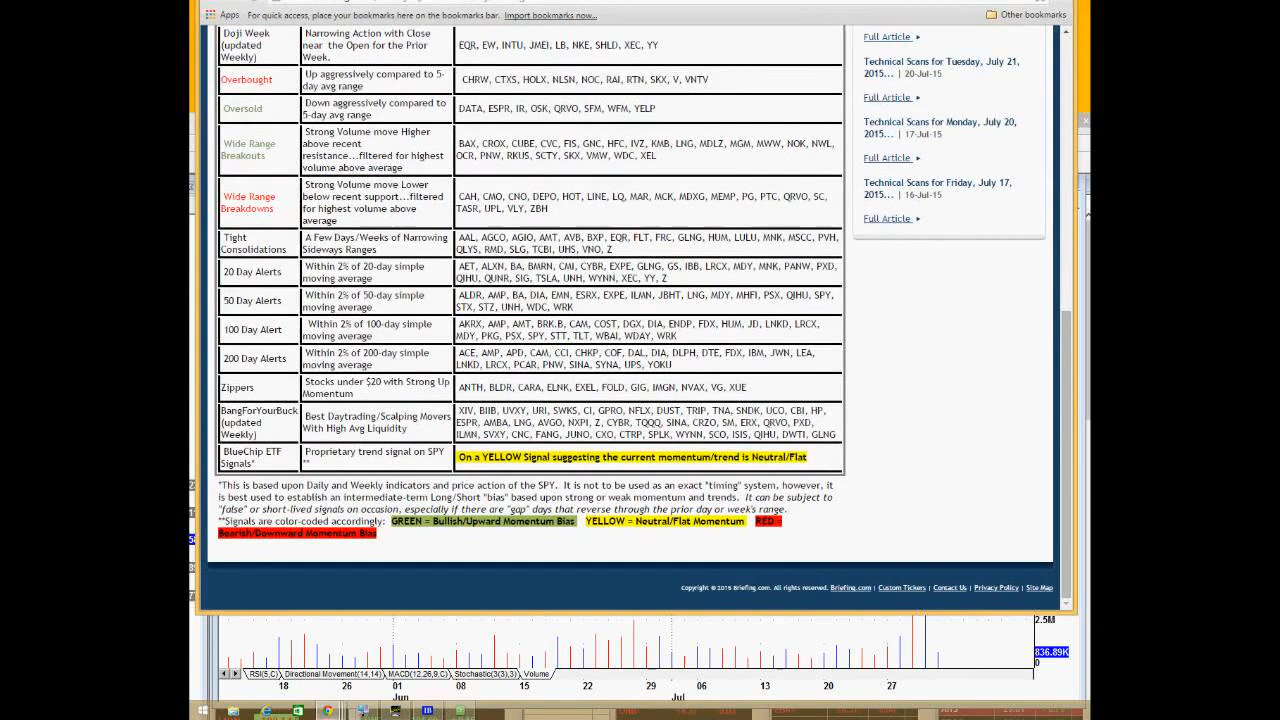 Apps For quick access, place your bookmarks here on the bookmarks bar. Import bookmarks now... Other bookmarks
Doji Week
(updated
Weekly)
Narrowing Action with Close
near the Open for the Prior
Week.
EQR, EW, INTU, JMEI, LB, NKE, SHLD, XEC, YY
Overbought
Up aggressively compared to 5-
day avg range
CHRW, CTXS, HOLX, NLSN, NOC, RAI, RTN, SKX, V, VNTV
Oversold
Down aggressively compared to
5-day avg range
DATA, ESPR, IR, OSK, QRVO, SFM, WFM, YELP
Wide Range
Breakouts
Strong Volume move Higher
above recent
resistance...filtered for highest
volume above average
BAX, CROX, CUBE, CVC, FIS, GNC, HFC, IVZ, KMB, LNG, MDLZ, MGM, MWW, NOK, NWL,
OCR, PNW, RKUS, SCTY, SKX, VMW, WDC, XEL
Wide Range
Breakdowns
Strong Volume move Lower
below recent support...filtered
for highest volume above
average
CAH, CMO, CNO, DEPO, HOT, LINE, LQ, MAR, MCK, MDXG, MEMP, PG, PTC, QRVO, SC,
TASR, UPL, VLY, ZBH
Tight
Consolidations
A Few Days/Weeks of Narrowing
Sideways Ranges
AAL, AGCO, AGIO, AMT, AVB, BXP, EQR, FLT, FRC, GLNG, HUM, LULU, MNK, MSCC, PVH,
QLYS, RMD, SLG, TCBI, UHS, VNO, Z
20 Day Alerts
Within 2% of 20-day simple
moving average
AET, ALXN, BA, BMRN, CMI, CYBR, EXPE, GLNG, GS, IBB, LRCX, MDY, MNK, PANW, PXD,
QIHU, QUNR, SIG, TSLA, UNH, WYNN, XEC, YY, Z
50 Day Alerts
Within 2% of 50-day simple
moving average
ALDR, AMP, BA, DIA, EMN, ESRX, EXPE, ILMN, JBHT, LNG, MDY, MHFI, PSX, QIHU, SPY,
STX, STZ, UNH, WDC, WRK
100 Day Alert
Within 2% of 100-day simple
moving average
AKRX, AMP, AMT, BRK.B, CAM, COST, DGX, DIA, ENDP, FDX, HUM, JD, LNKD, LRCX,
MDY, PKG, PSX, SPY, STT, TLT, WBAI, WDAY, WRK
200 Day Alerts
Within 2% of 200-day simple
moving average
ACE, AMP, APD, CAM, CCI, CHKP, COF, DAL, DIA, DLPH, DTE, FDX, IBM, JWN, LEA,
LNKD, LRCX, PCAR, PNW, SINA, SYNA, UPS, YOKU
Zippers
Stocks under $20 with Strong Up
Momentum
ANTH, BLDR, CARA, ELNK, EXEL, FOLD, GIG, IMGN, NVAX, VG, XUE
BangForYourBuck
(updated
Weekly)
Best Daytrading/Scalping Movers
With High Avg Liquidity
XIV, BIIB, UVXY, URI, SWKS, CI, GPRO, NFLX, DUST, TRIP, TNA, SNDK, UCO, CBI, HP,
ESPR, AMBA, LNG, AVGO, NXPI, Z, CYBR, TQQQ, SINA, CRZO, SM, ERX, QRVO, PXD,
ILMN, SVXY, CNC, FANG, JUNO, CXO, CTRP, SPLK, WYNN, SCO, ISIS, QIHU, DWTI, GLNG
BlueChip ETF
Signals*
Proprietary trend signal on SPY
**
On a YELLOW Signal suggesting the current momentum/trend is Neutral/Flat
*This is based upon Daily and Weekly indicators and price action of the SPY. It is not to be used as an exact "timing" system, however, it
is best used to establish an intermediate-term Long/Short "bias" based upon strong or weak momentum and trends. It can be subject to
"false" or short-lived signals on occasion, especially if there are "gap" days that reverse through the prior day or week's range.
**Signals are color-coded accordingly: GREEN = Bullish/Upward Momentum Bias YELLOW = Neutral/Flat Momentum RED =
Bearish/Downward Momentum Bias
Full Article
Technical Scans for Tuesday, July 21,
2015... | 20-Jul-15
Full Article
Technical Scans for Monday, July 20,
2015... | 17-Jul-15
Full Article
Technical Scans for Friday, July 17,
2015... | 16-Jul-15
Full Article
Copyright © 2015 Briefing.com. All rights reserved. Briefing.com Custom Tickers | Contact Us | Privacy Policy | Site Map
2.5M
836.89K
0
RSI(5,C) Directional Movement(14,14) MACD(12,26,9,C) Stochastic(3(3),3) Volume
18 26 01 08 15 22 29 06 13 20 27
Jun Jul